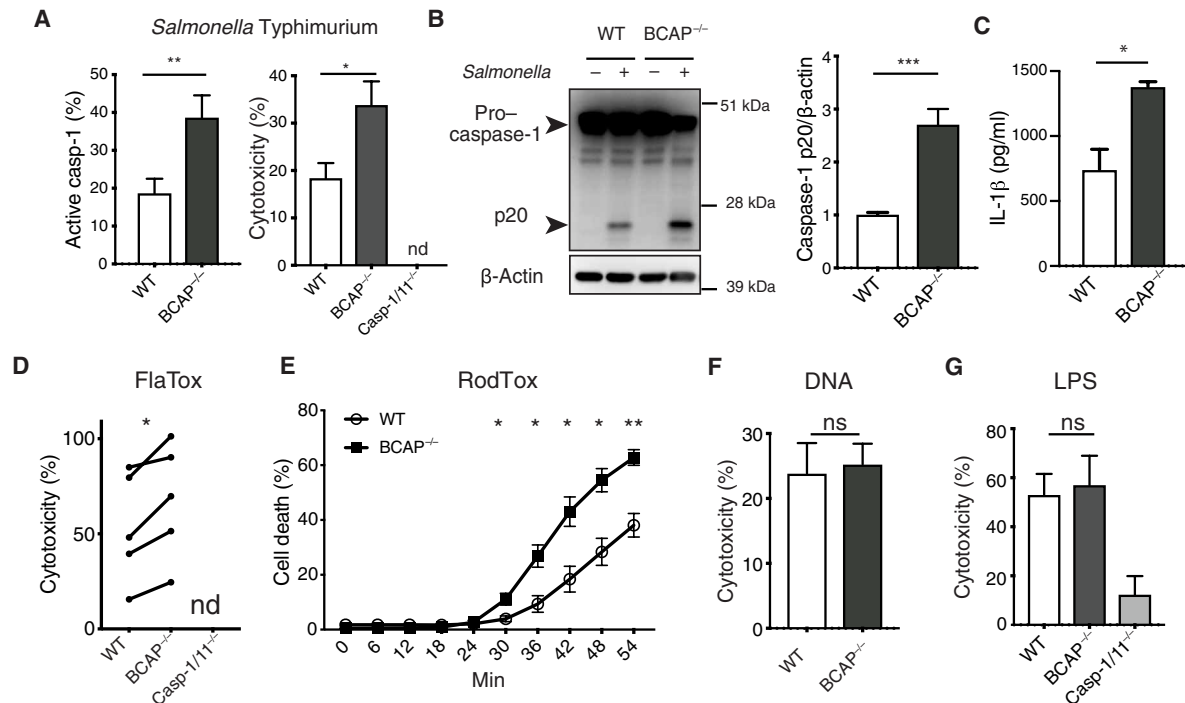 A
Salmonella Typhimurium
Active casp-1 (%)
50
40
30
20
10
0
**
WT
BCAP–/–
Cytotoxicity (%)
40
30
20
10
0
*
nd
WT
BCAP–/–
Casp-1/11–/–
B
WT BCAP–/–
Salmonella – + – +
Pro–
caspase-1
p20
β-Actin
51 kDa
28 kDa
39 kDa
Caspase-1 p20/β-actin
4
3
2
1
0
***
WT
BCAP–/–
C
IL-1β (pg/ml)
1500
1000
500
0
*
WT
BCAP–/–
D
FlaTox
Cytotoxicity (%)
100
50
0
*
nd
WT
BCAP–/–
Casp-1/11–/–
E
RodTox
Cell death (%)
80
60
40
20
0
WT
BCAP–/–
* * * * **
0 6 12 18 24 30 36 42 48 54
Min
F
DNA
Cytotoxicity (%)
30
20
10
0
ns
WT
BCAP–/–
G
LPS
Cytotoxicity (%)
80
60
40
20
0
ns
WT
BCAP–/–
Casp-1/11–/–